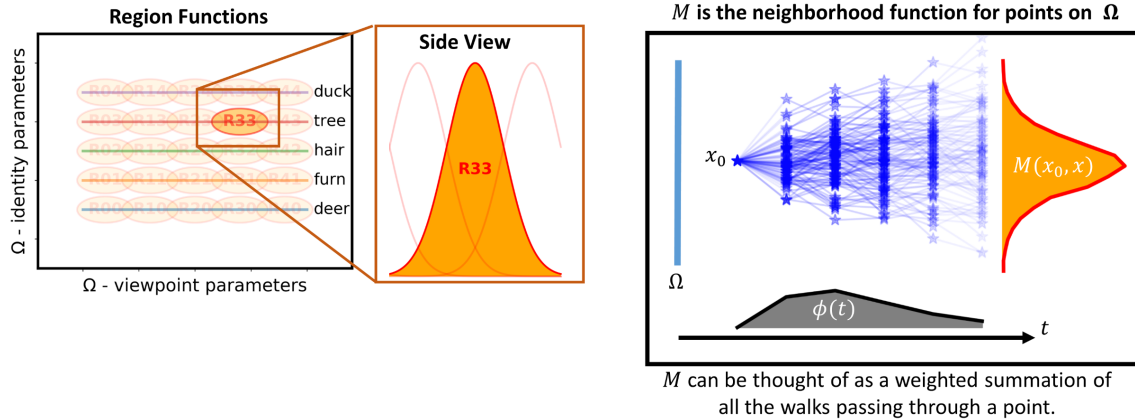 Region Functions
Side View
duck
tree
R33
hair
furn
deer
Ω - identity parameters
Ω - viewpoint parameters
R33
M is the neighborhood function for points on Ω
x₀
M(x₀, x)
Ω
ϕ(t)
t
M can be thought of as a weighted summation of
all the walks passing through a point.